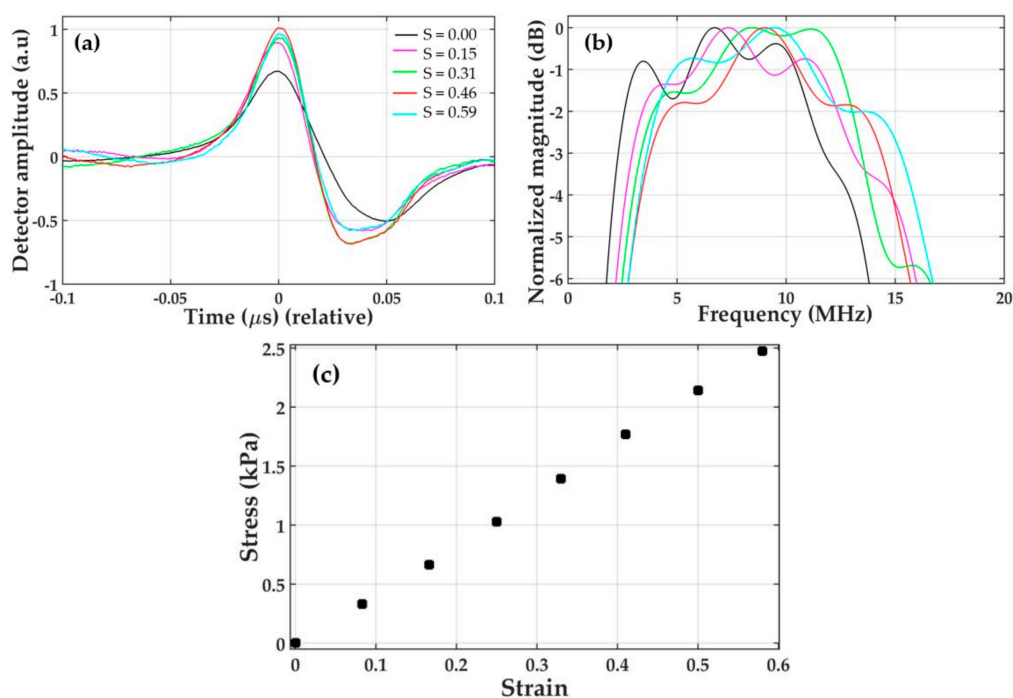 (a)
Detector amplitude (a.u)
1
0.5
0
-0.5
-1
-0.1
-0.05
0
0.05
0.1
Time (μs) (relative)
S = 0.00
S = 0.15
S = 0.31
S = 0.46
S = 0.59
(b)
Normalized magnitude (dB)
0
-1
-2
-3
-4
-5
-6
0
5
10
15
20
Frequency (MHz)
(c)
Stress (kPa)
2.5
2
1.5
1
0.5
0
0
0.1
0.2
0.3
0.4
0.5
0.6
Strain